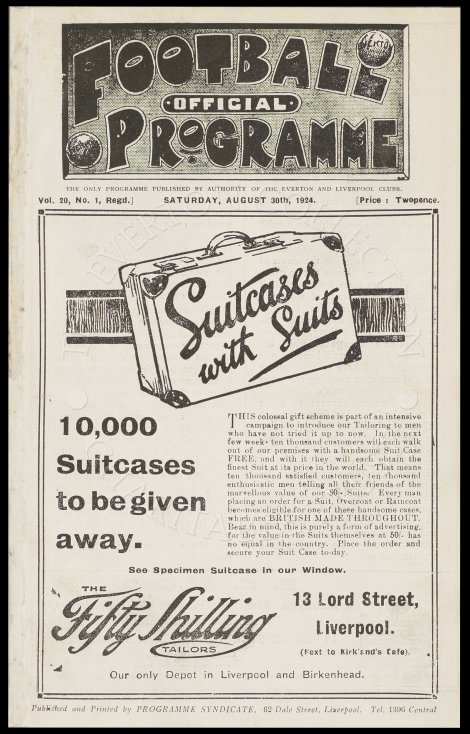 FOOTBALL
OFFICIAL
PROGRAMME
THE ONLY PROGRAMME PUBLISHED BY AUTHORITY OF THE EVERTON AND LIVERPOOL CLUBS.
Vol. 20, No. 1, Regd.] SATURDAY, AUGUST 30th, 1924. [Price : Twopence.
Suitcases
with Suits
10,000
Suitcases
to be given
away.
THIS colossal gift scheme is part of an intensive
campaign to introduce our Tailoring to men
who have not tried it up to now. In the next
few weeks ten thousand customers will each walk
out of our premises with a handsome Suit Case
FREE, and with it they will each obtain the
finest Suit at its price in the world. That means
ten thousand satisfied customers, ten thousand
enthusiastic men telling all their friends of the
marvellous value of our 50/- Suits. Every man
placing an order for a Suit, Overcoat or Raincoat
becomes eligible for one of these handsome cases,
which are BRITISH MADE THROUGHOUT.
Bear in mind, this is purely a form of advertising,
for the value in the Suits themselves at 50/- has
no equal in the country. Place the order and
secure your Suit Case to-day.
See Specimen Suitcase in our Window.
THE
Fifty Shilling
TAILORS
13 Lord Street,
Liverpool.
(Next to Kirkland's Cafe).
Our only Depot in Liverpool and Birkenhead.
Published and Printed by PROGRAMME SYNDICATE, 62 Dale Street, Liverpool. Tel. 1396 Central